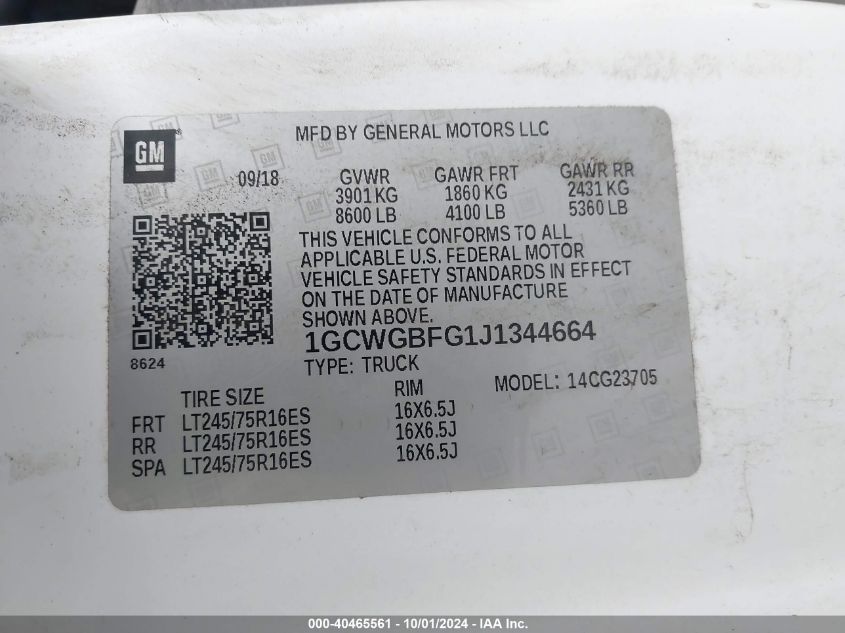 GM
MFD BY GENERAL MOTORS LLC
09/18 GVWR GAWR FRT GAWR RR
3901 KG 1860 KG 2431 KG
8600 LB 4100 LB 5360 LB
THIS VEHICLE CONFORMS TO ALL
APPLICABLE U.S. FEDERAL MOTOR
VEHICLE SAFETY STANDARDS IN EFFECT
ON THE DATE OF MANUFACTURE
SHOWN ABOVE.
1GCWGBFG1J1344664
8624 TYPE: TRUCK
MODEL: 14CG23705
TIRE SIZE RIM
FRT LT245/75R16ES 16X6.5J
RR LT245/75R16ES 16X6.5J
SPA LT245/75R16ES 16X6.5J
000-40465561 - 10/01/2024 - IAA Inc.